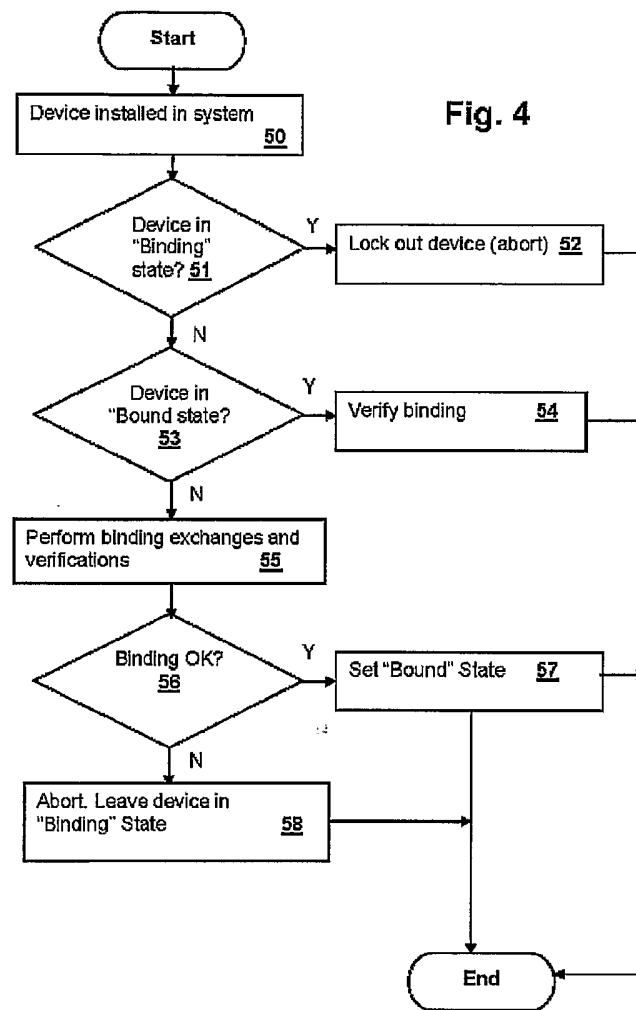 Start
Device installed in system
50
Fig. 4
Device in
"Binding"
state? 51
Y
Lock out device (abort) 52
N
Device in
"Bound state?
53
Y
Verify binding 54
N
Perform binding exchanges and
verifications 55
Binding OK?
56
Y
Set "Bound" State 57
N
Abort. Leave device in
"Binding" State 58
End